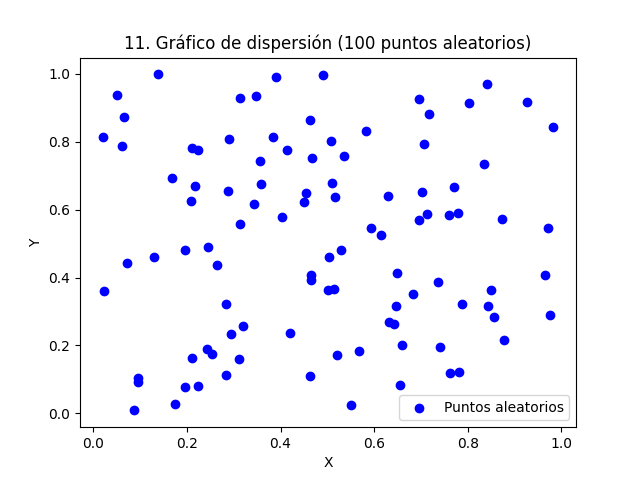 11. Gráfico de dispersión (100 puntos aleatorios)
1.0
0.8
0.6
0.4
0.2
0.0
Y
Puntos aleatorios
0.0 0.2 0.4 0.6 0.8 1.0
X